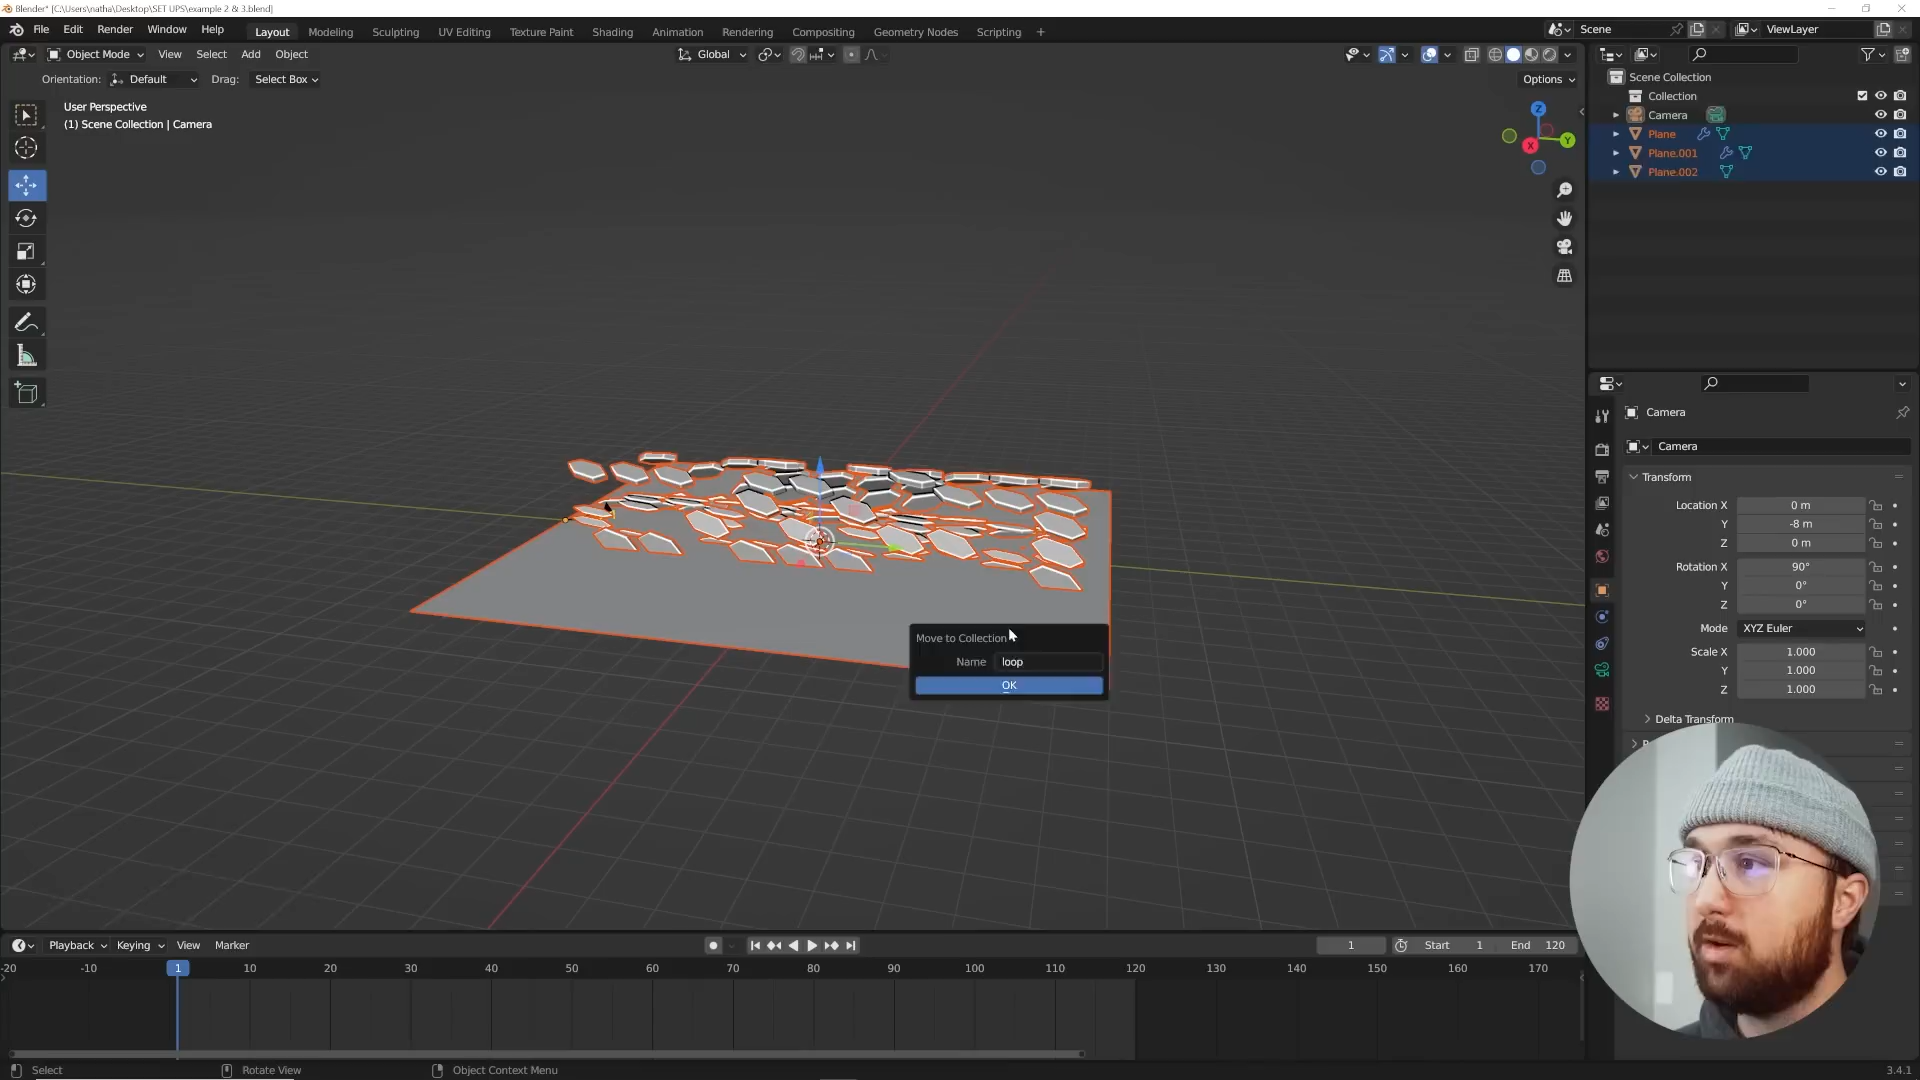 Blender* [C:\Users\natha\Desktop\SET UPS\example 2 & 3.blend]
File Edit Render Window Help Layout Modeling Sculpting UV Editing Texture Paint Shading Animation Rendering Compositing Geometry Nodes Scripting + Scene ViewLayer
Object Mode View Select Add Object Global
Orientation: Default Drag: Select Box Options
User Perspective
(1) Scene Collection | Camera
Z
Y
X
Scene Collection
Collection
Camera
Plane
Plane.001
Plane.002
Camera
Camera
Transform
Location X 0 m
Y -8 m
Z 0 m
Rotation X 90°
Y 0°
Z 0°
Mode XYZ Euler
Scale X 1.000
Y 1.000
Z 1.000
Delta Transform
Move to Collection
Name loop
OK
Playback Keying View Marker 1 Start 1 End 120
-20 -10 1 10 20 30 40 50 60 70 80 90 100 110 120 130 140 150 160 170
Select Rotate View Object Context Menu 3.4.1